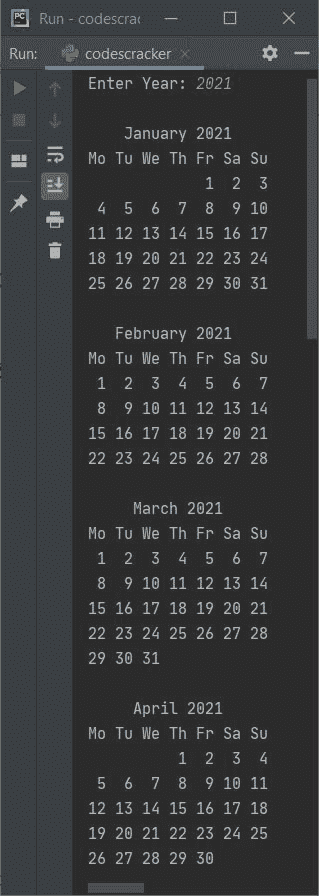 PC Run - codescrac
Run: codescracker
Enter Year: 2021
January 2021
Mo Tu We Th Fr Sa Su
1 2 3
4 5 6 7 8 9 10
11 12 13 14 15 16 17
18 19 20 21 22 23 24
25 26 27 28 29 30 31
February 2021
Mo Tu We Th Fr Sa Su
1 2 3 4 5 6 7
8 9 10 11 12 13 14
15 16 17 18 19 20 21
22 23 24 25 26 27 28
March 2021
Mo Tu We Th Fr Sa Su
1 2 3 4 5 6 7
8 9 10 11 12 13 14
15 16 17 18 19 20 21
22 23 24 25 26 27 28
29 30 31
April 2021
Mo Tu We Th Fr Sa Su
1 2 3 4
5 6 7 8 9 10 11
12 13 14 15 16 17 18
19 20 21 22 23 24 25
26 27 28 29 30